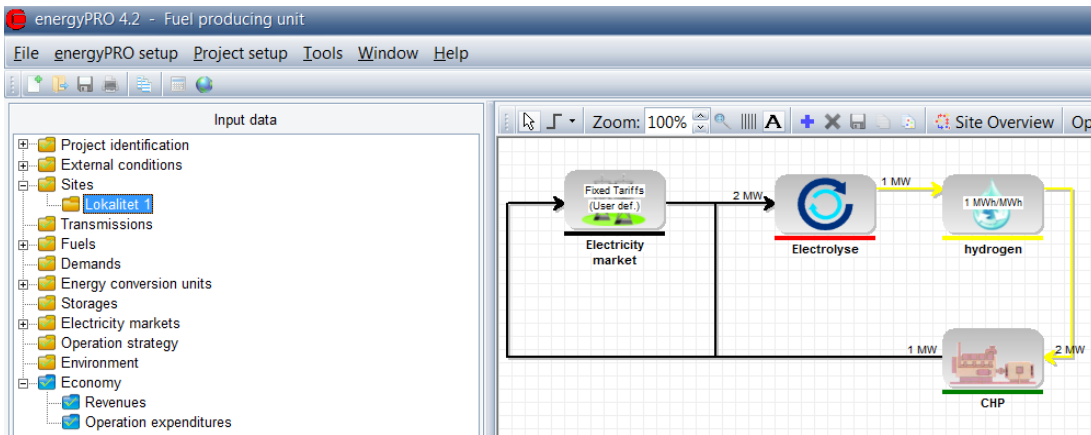 energyPRO 4.2 - Fuel producing unit
File energyPRO setup Project setup Tools Window Help
Input data
Project identification
External conditions
Sites
Lokalitet 1
Transmissions
Fuels
Demands
Energy conversion units
Storages
Electricity markets
Operation strategy
Environment
Economy
Revenues
Operation expenditures
Zoom: 100% A Site Overview Op
Fixed Tariffs
(User def.)
Electricity
market
2 MW
Electrolyse
1 MW
1 MWh/MWh
hydrogen
1 MW
2 MW
CHP